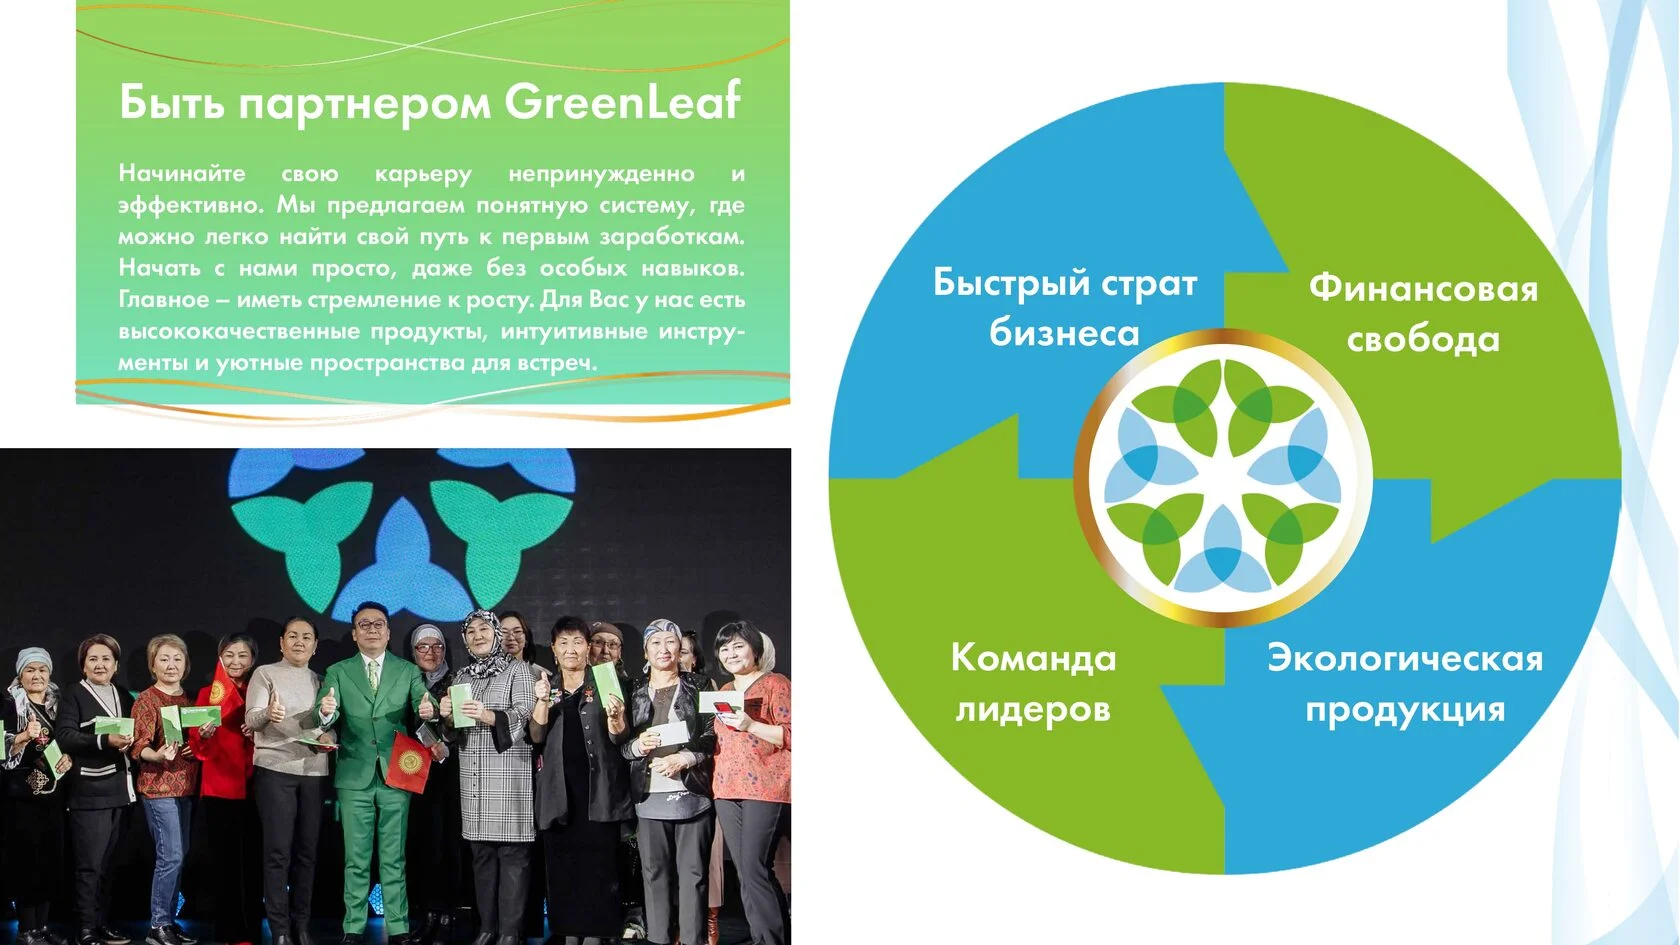 Быть партнером GreenLeaf
Начинайте свою карьеру непринужденно и
эффективно. Мы предлагаем понятную систему, где
можно легко найти свой путь к первым заработкам.
Начать с нами просто, даже без особых навыков.
Главное – иметь стремление к росту. Для Вас у нас есть
высококачественные продукты, интуитивные инстру-
менты и уютные пространства для встреч.
Быстрый страт
бизнеса
Финансовая
свобода
Команда
лидеров
Экологическая
продукция